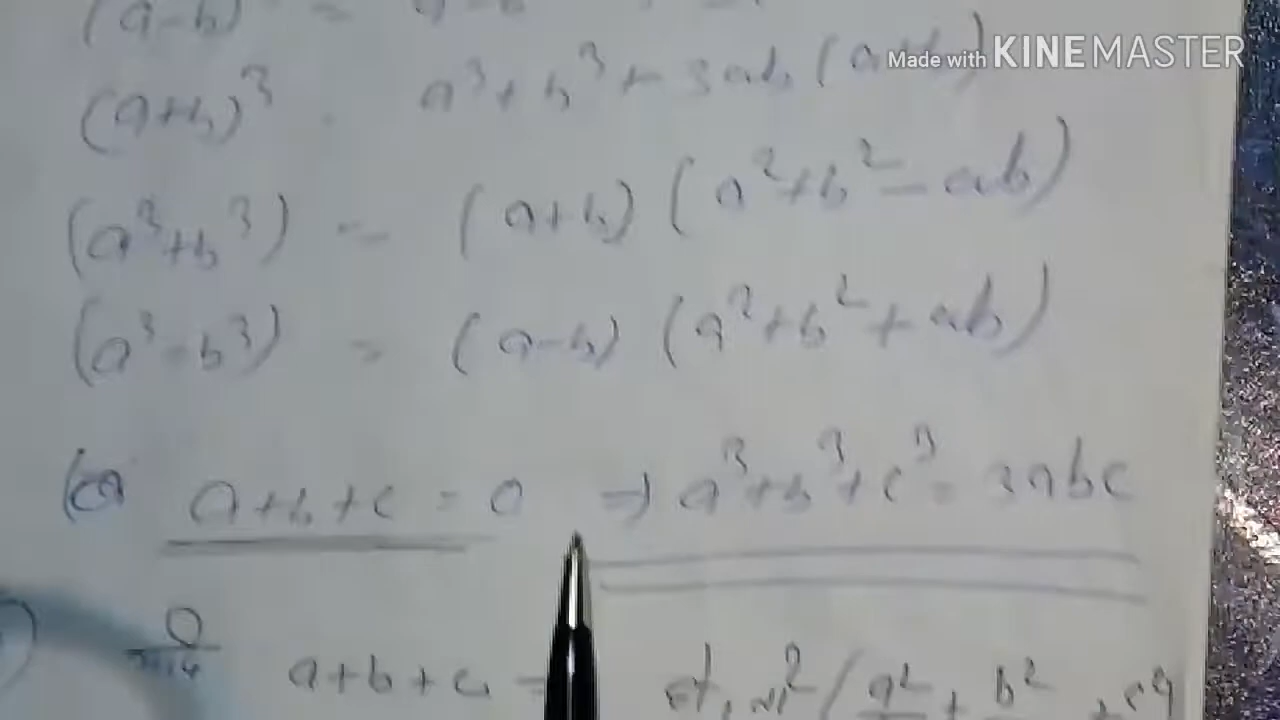 Made with KINEMASTER
(a-b)
(a+b)³ a³+b³+3ab(a+b)
(a³+b³) = (a+b) (a²+b²-ab)
(a³-b³) = (a-b) (a²+b²+ab)
a+b+c = 0 ⇒ a³+b³+c³ = 3abc
a+b+c =